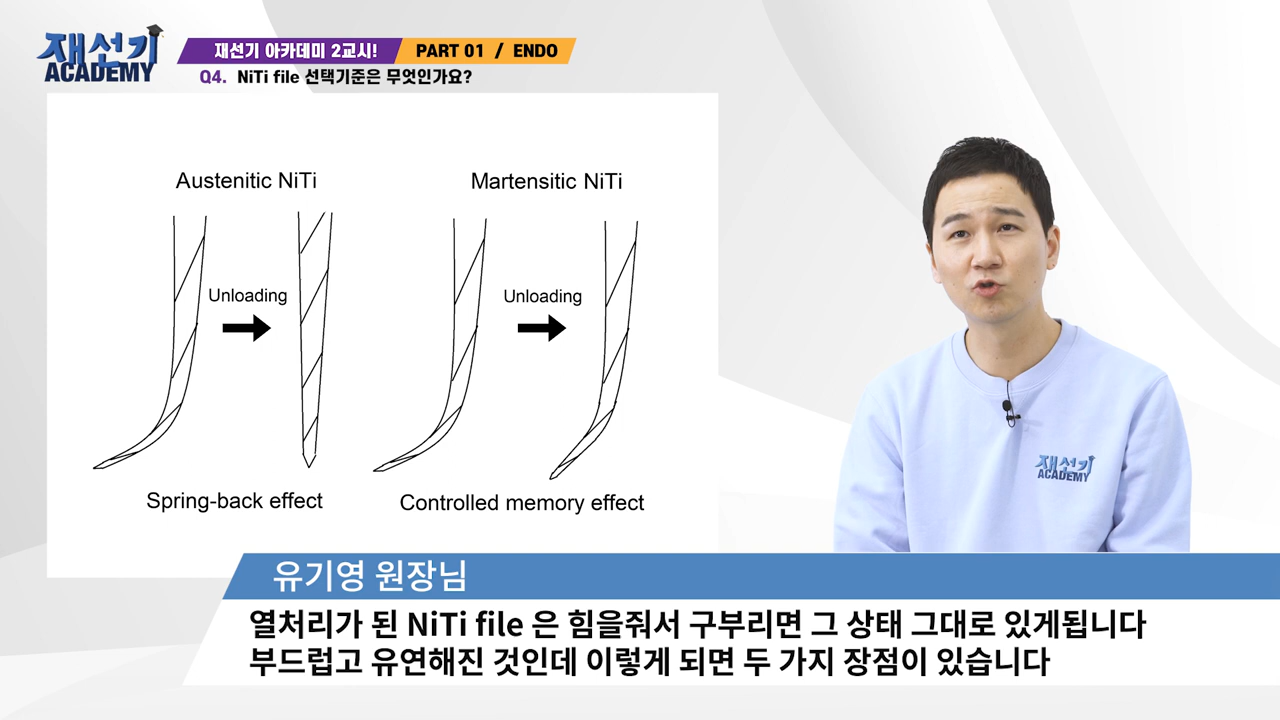 재선기
ACADEMY
재선기 아카데미 2교시!
PART 01 / ENDO
Q4. NiTi file 선택기준은 무엇인가요?
Austenitic NiTi
Martensitic NiTi
Unloading
Unloading
Spring-back effect
Controlled memory effect
재선기
ACADEMY
유기영 원장님
열처리가 된 NiTi file 은 힘을줘서 구부리면 그 상태 그대로 있게됩니다
부드럽고 유연해진 것인데 이렇게 되면 두 가지 장점이 있습니다